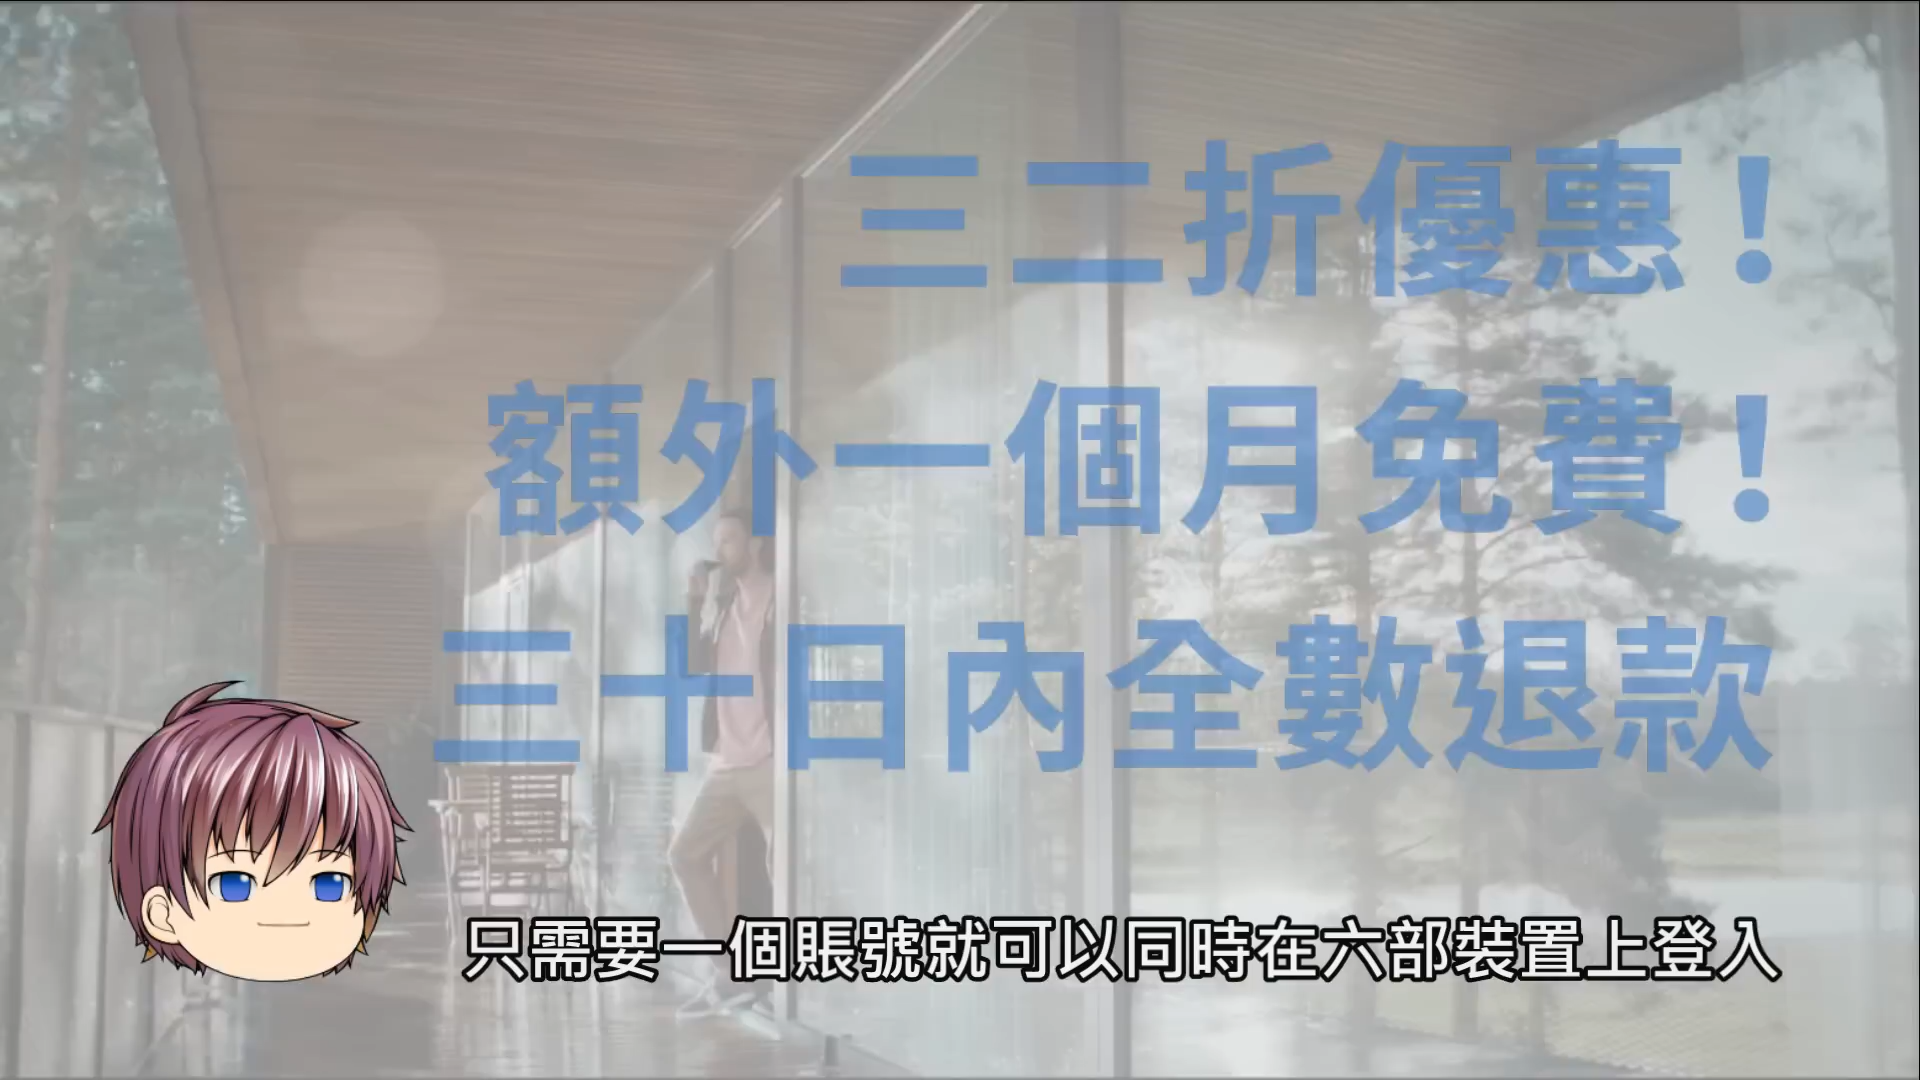 三二折優惠！
額外一個月免費！
三十日內全數退款
只需要一個賬號就可以同時在六部裝置上登入